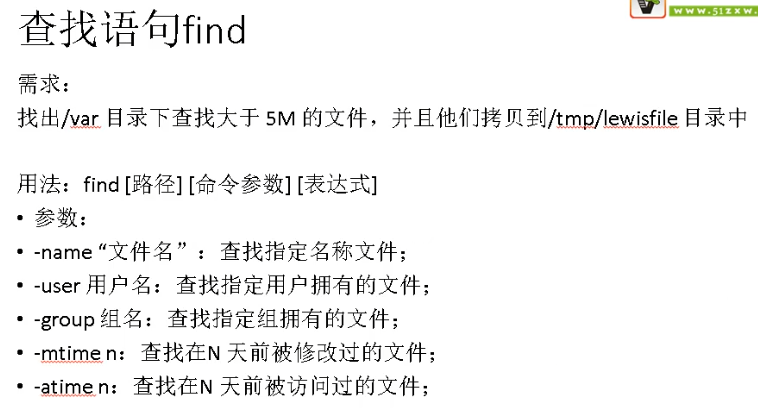 www.51zxw.
查找语句find
需求：
找出/var 目录下查找大于 5M 的文件，并且他们拷贝到/tmp/lewisfile 目录中
用法：find [路径] [命令参数] [表达式]
• 参数：
• -name “文件名”：查找指定名称文件；
• -user 用户名：查找指定用户拥有的文件；
• -group 组名：查找指定组拥有的文件；
• -mtime n：查找在N 天前被修改过的文件；
• -atime n：查找在N 天前被访问过的文件；